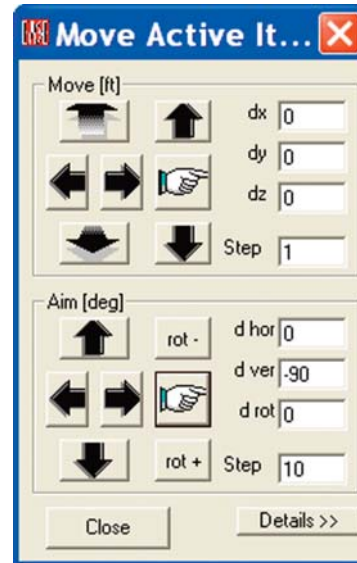 EASE Move Active It...
Move [ft]
dx 0
dy 0
dz 0
Step 1
Aim [deg]
rot - d hor 0
d ver -90
d rot 0
rot + Step 10
Close Details >>